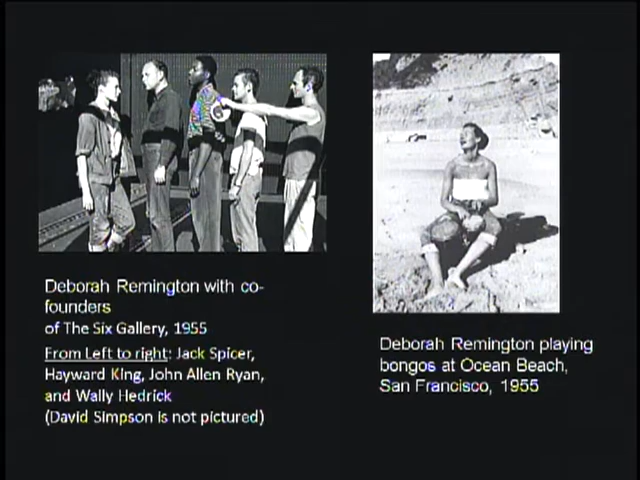 Deborah Remington with co-
founders
of The Six Gallery, 1955
From Left to right: Jack Spicer,
Hayward King, John Allen Ryan,
and Wally Hedrick
(David Simpson is not pictured)
Deborah Remington playing
bongos at Ocean Beach,
San Francisco, 1955